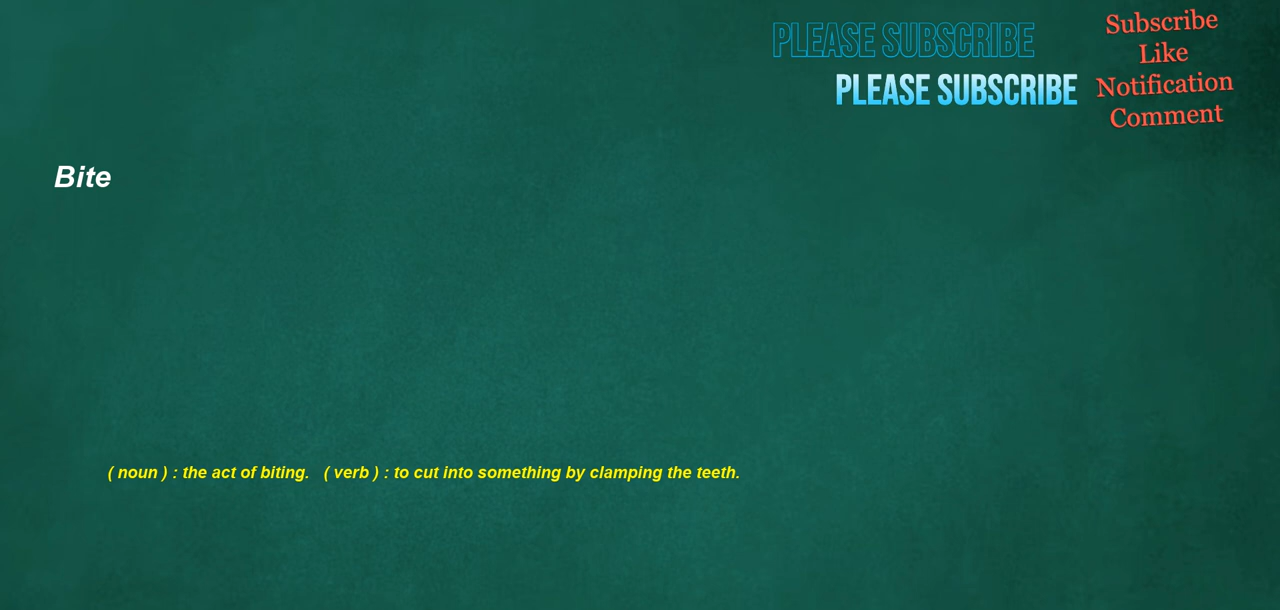 PLEASE SUBSCRIBE
PLEASE SUBSCRIBE
Subscribe
Like
Notification
Comment
Bite
( noun ) : the act of biting.   ( verb ) : to cut into something by clamping the teeth.